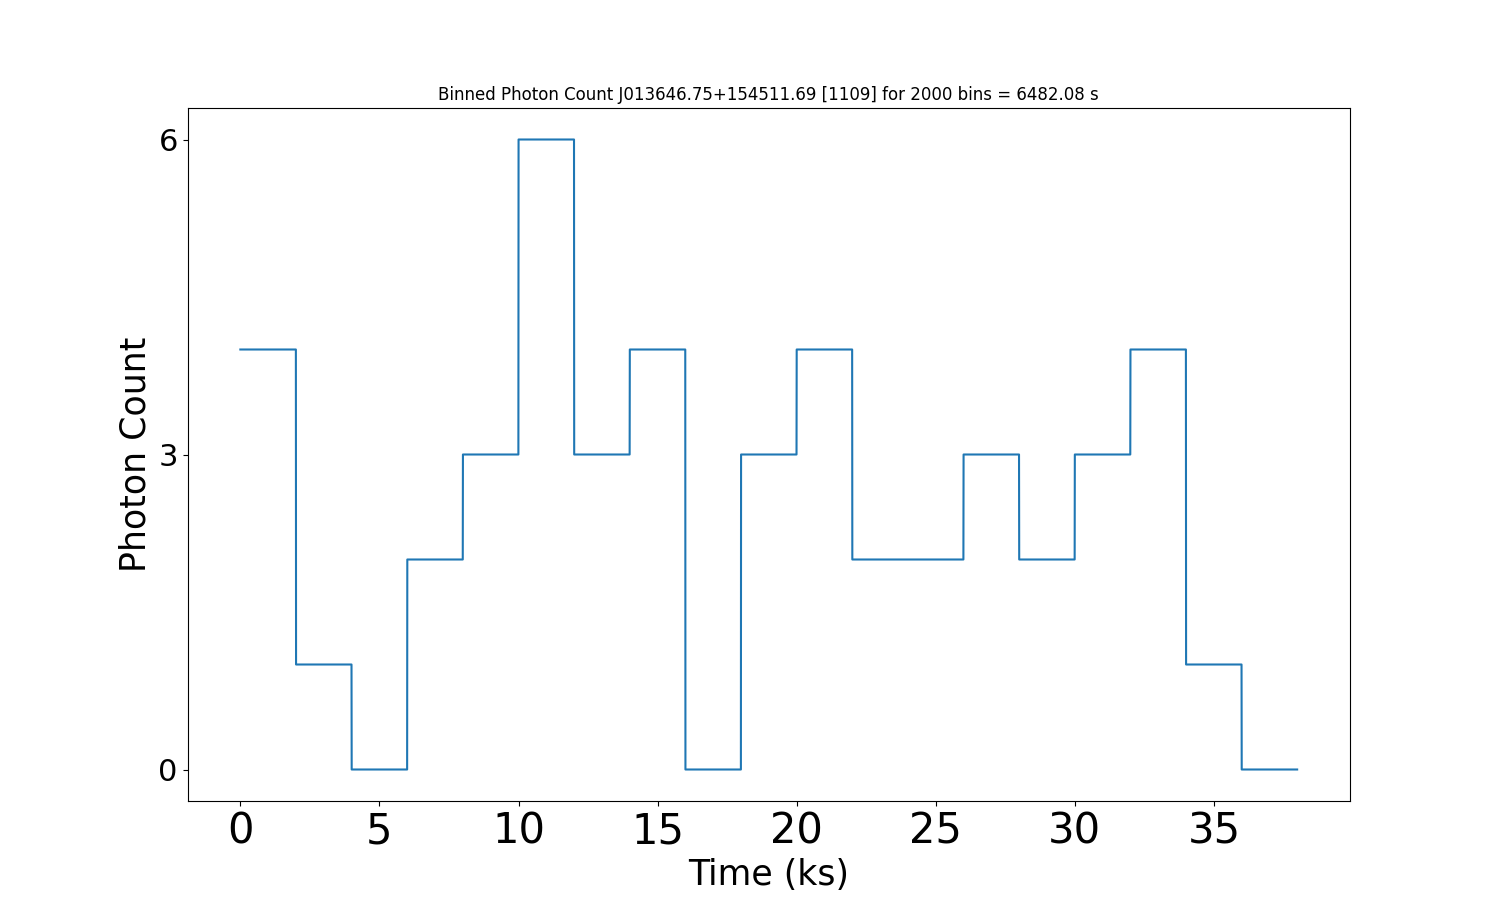 Binned Photon Count J013646.75+154511.69 [1109] for 2000 bins = 6482.08 s
6
3
0
Photon Count
0 5 10 15 20 25 30 35
Time (ks)